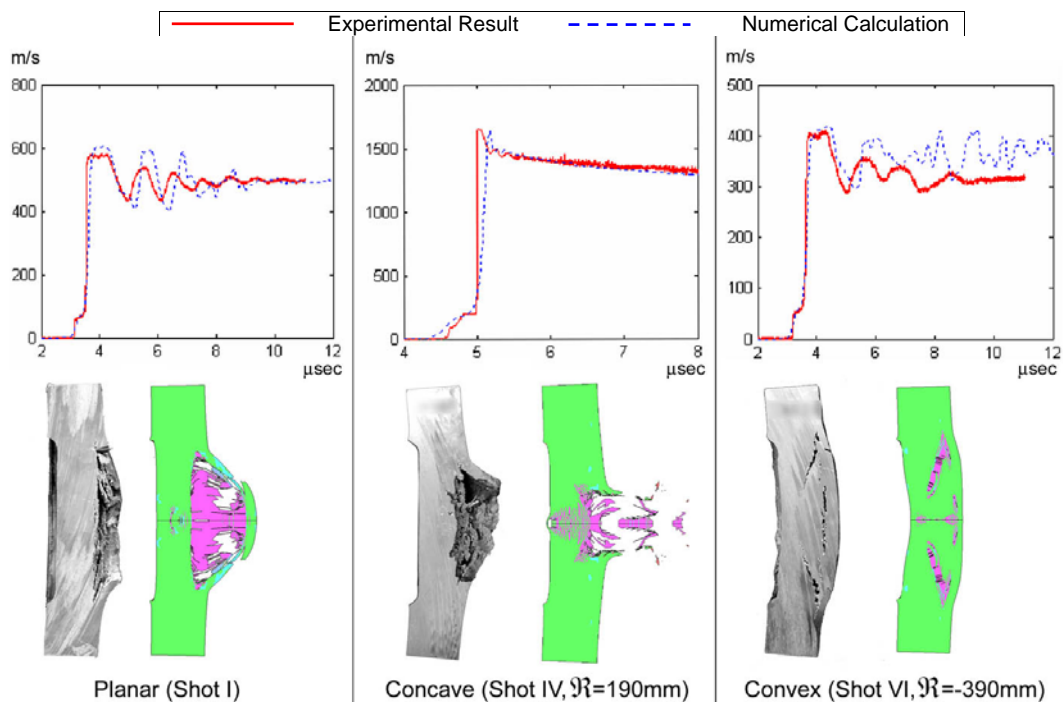 Experimental Result Numerical Calculation
m/s
800
600
400
200
0
2 4 6 8 10 12
μsec
m/s
2000
1500
1000
500
0
4 5 6 7 8
μsec
m/s
500
400
300
200
100
0
2 4 6 8 10 12
μsec
Planar (Shot I)
Concave (Shot IV, ℜ=190mm)
Convex (Shot VI, ℜ=-390mm)